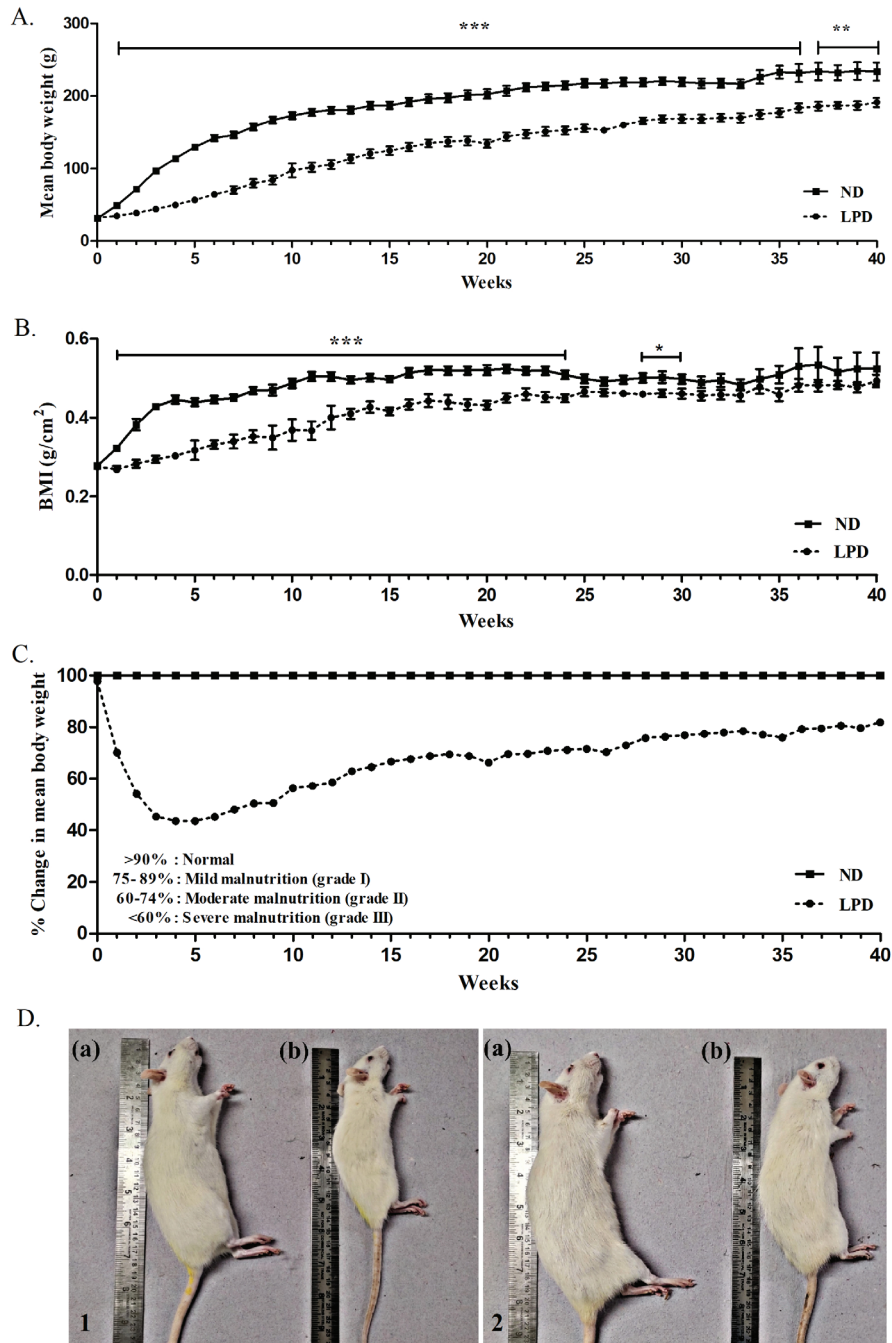 A.
Mean body weight (g)
300
200
100
0
***
**
ND
LPD
0 5 10 15 20 25 30 35 40
Weeks
B.
BMI (g/cm²)
0.6
0.4
0.2
0.0
***
*
ND
LPD
0 5 10 15 20 25 30 35 40
Weeks
C.
% Change in mean body weight
100
80
60
40
20
0
>90% : Normal
75- 89% : Mild malnutrition (grade I)
60-74% : Moderate malnutrition (grade II)
<60% : Severe malnutrition (grade III)
ND
LPD
0 5 10 15 20 25 30 35 40
Weeks
D.
(a) (b) (a) (b)
1 2